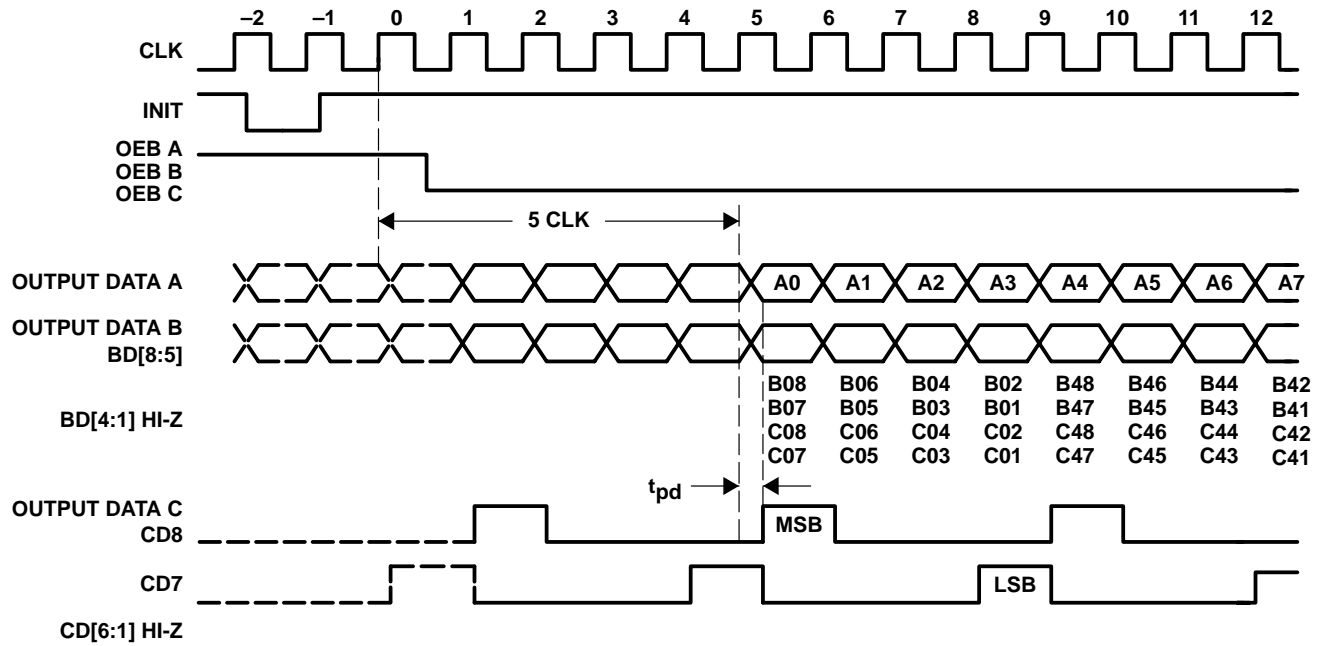 –2 –1 0 1 2 3 4 5 6 7 8 9 10 11 12
CLK
INIT
OEB A
OEB B
OEB C
5 CLK
OUTPUT DATA A A0 A1 A2 A3 A4 A5 A6 A7
OUTPUT DATA B
BD[8:5]
B08 B06 B04 B02 B48 B46 B44 B42
B07 B05 B03 B01 B47 B45 B43 B41
BD[4:1] HI-Z
C08 C06 C04 C02 C48 C46 C44 C42
C07 C05 C03 C01 C47 C45 C43 C41
tpd
OUTPUT DATA C
CD8 MSB
CD7 LSB
CD[6:1] HI-Z